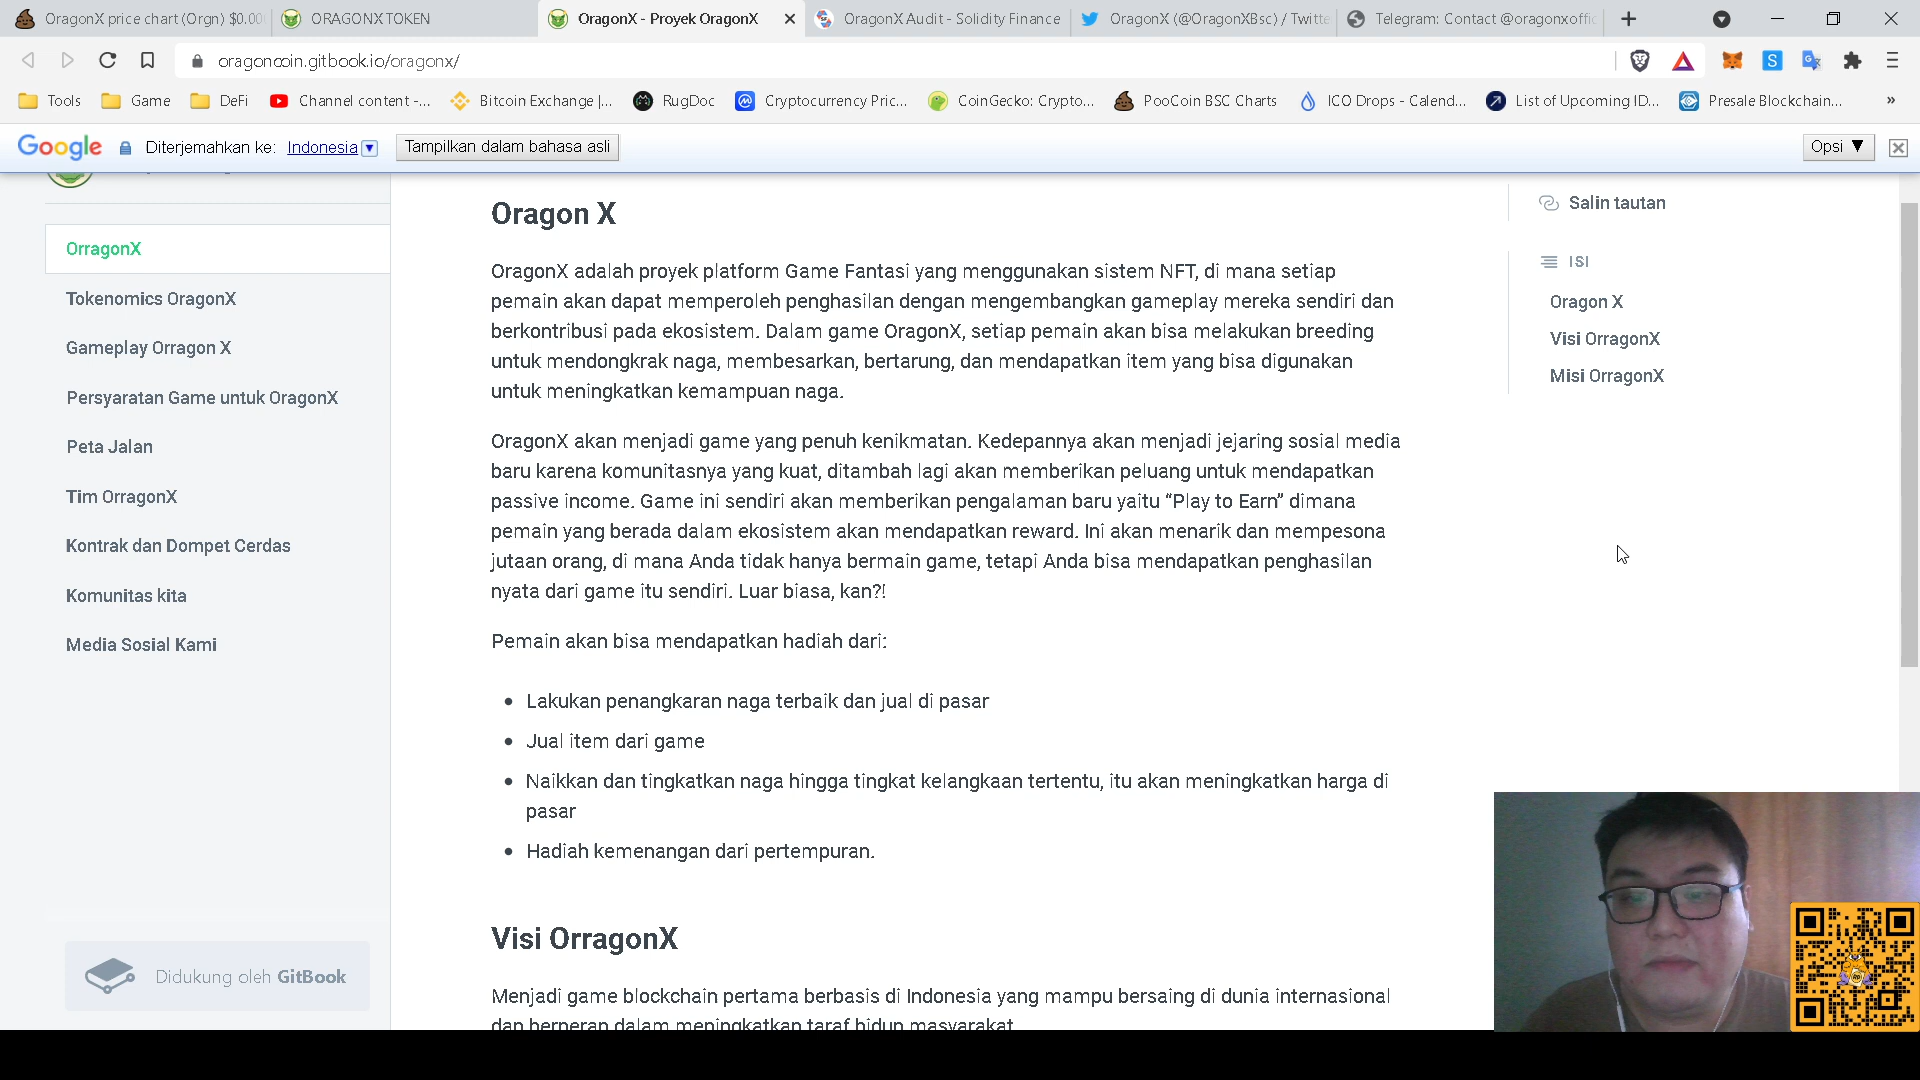 OragonX price chart (Orgn) $0.00
ORAGONX TOKEN
OragonX - Proyek OragonX
OragonX Audit - Solidity Finance
OragonX (@OragonXBsc) / Twitte
Telegram: Contact @oragonxoffic
oragoncoin.gitbook.io/oragonx/
Tools
Game
DeFi
Channel content -...
Bitcoin Exchange |...
RugDoc
Cryptocurrency Pric...
CoinGecko: Crypto...
PooCoin BSC Charts
ICO Drops - Calend...
List of Upcoming ID...
Presale Blockchain...
»
Google
Diterjemahkan ke: Indonesia
Tampilkan dalam bahasa asli
Opsi ▼
OrragonX
Tokenomics OragonX
Gameplay Orragon X
Persyaratan Game untuk OragonX
Peta Jalan
Tim OrragonX
Kontrak dan Dompet Cerdas
Komunitas kita
Media Sosial Kami
Didukung oleh GitBook
Oragon X
OragonX adalah proyek platform Game Fantasi yang menggunakan sistem NFT, di mana setiap
pemain akan dapat memperoleh penghasilan dengan mengembangkan gameplay mereka sendiri dan
berkontribusi pada ekosistem. Dalam game OragonX, setiap pemain akan bisa melakukan breeding
untuk mendongkrak naga, membesarkan, bertarung, dan mendapatkan item yang bisa digunakan
untuk meningkatkan kemampuan naga.
OragonX akan menjadi game yang penuh kenikmatan. Kedepannya akan menjadi jejaring sosial media
baru karena komunitasnya yang kuat, ditambah lagi akan memberikan peluang untuk mendapatkan
passive income. Game ini sendiri akan memberikan pengalaman baru yaitu “Play to Earn” dimana
pemain yang berada dalam ekosistem akan mendapatkan reward. Ini akan menarik dan mempesona
jutaan orang, di mana Anda tidak hanya bermain game, tetapi Anda bisa mendapatkan penghasilan
nyata dari game itu sendiri. Luar biasa, kan?!
Pemain akan bisa mendapatkan hadiah dari:
• Lakukan penangkaran naga terbaik dan jual di pasar
• Jual item dari game
• Naikkan dan tingkatkan naga hingga tingkat kelangkaan tertentu, itu akan meningkatkan harga di
pasar
• Hadiah kemenangan dari pertempuran.
Visi OrragonX
Menjadi game blockchain pertama berbasis di Indonesia yang mampu bersaing di dunia internasional
dan berperan dalam meningkatkan taraf hidup masyarakat
Salin tautan
ISI
Oragon X
Visi OrragonX
Misi OrragonX